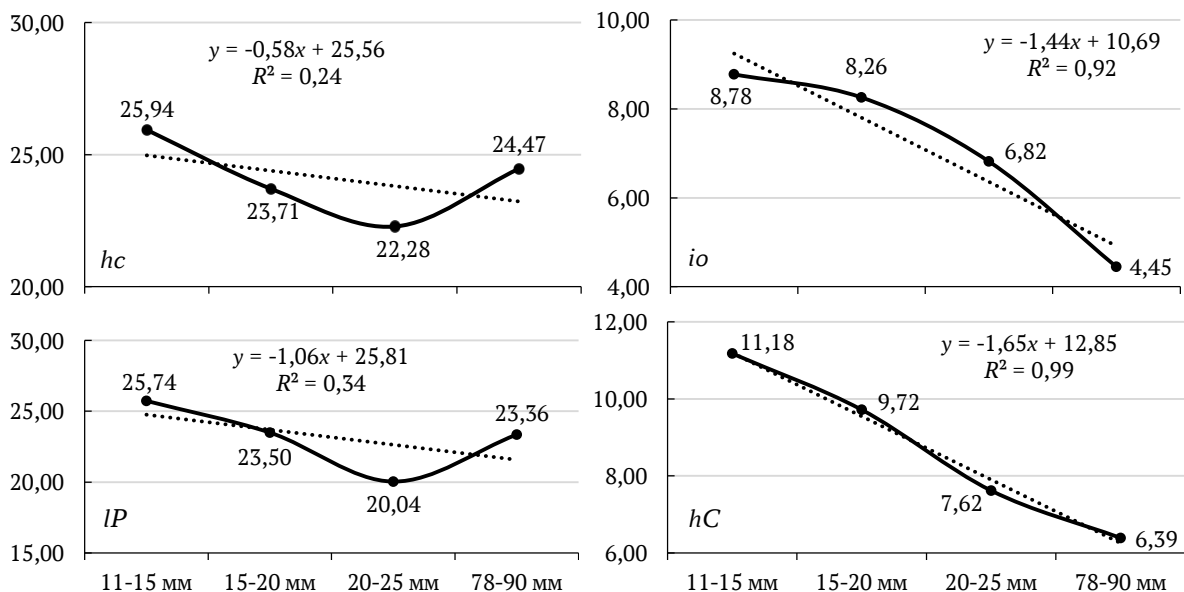 30,00
25,00
20,00
y = -0,58x + 25,56
R² = 0,24
25,94
23,71
22,28
24,47
hc
10,00
8,00
6,00
4,00
y = -1,44x + 10,69
R² = 0,92
8,78
8,26
6,82
4,45
io
30,00
25,00
20,00
15,00
y = -1,06x + 25,81
R² = 0,34
25,74
23,50
20,04
23,36
lP
11-15 мм
15-20 мм
20-25 мм
78-90 мм
12,00
10,00
8,00
6,00
y = -1,65x + 12,85
R² = 0,99
11,18
9,72
7,62
6,39
hC
11-15 мм
15-20 мм
20-25 мм
78-90 мм